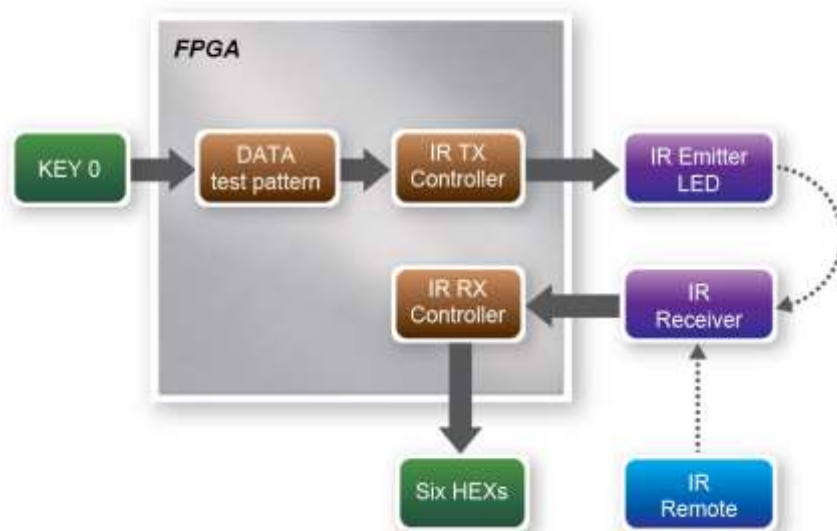 FPGA
KEY 0
DATA
test pattern
IR TX
Controller
IR Emitter
LED
IR RX
Controller
IR
Receiver
Six HEXs
IR
Remote